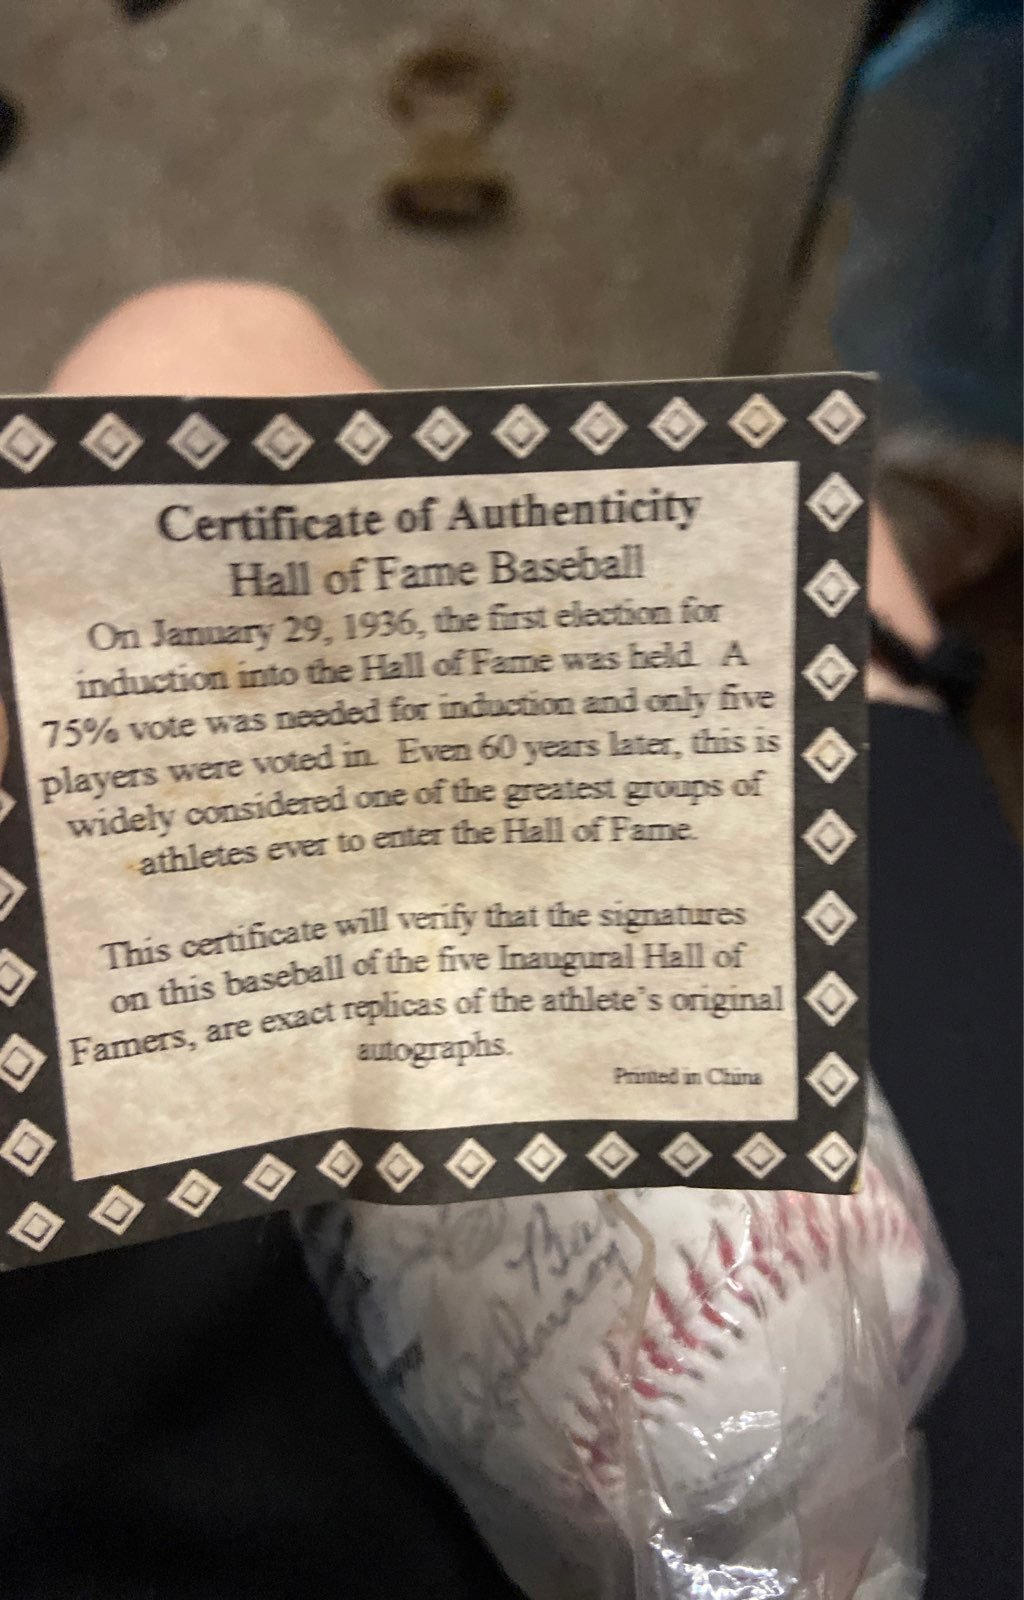 Certificate of Authenticity
Hall of Fame Baseball
On January 29, 1936, the first election for
induction into the Hall of Fame was held. A
75% vote was needed for induction and only five
players were voted in. Even 60 years later, this is
widely considered one of the greatest groups of
athletes ever to enter the Hall of Fame.
This certificate will verify that the signatures
on this baseball of the five Inaugural Hall of
Famers, are exact replicas of the athlete's original
autographs.
Printed in China
Johnson